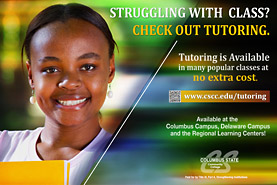 STRUGGLING WITH CLASS?
CHECK OUT TUTORING.
Tutoring is Available
in many popular classes at
no extra cost.
www.cscc.edu/tutoring
Available at the
Columbus Campus, Delaware Campus
and the Regional Learning Centers!
COLUMBUS STATE
COMMUNITY COLLEGE